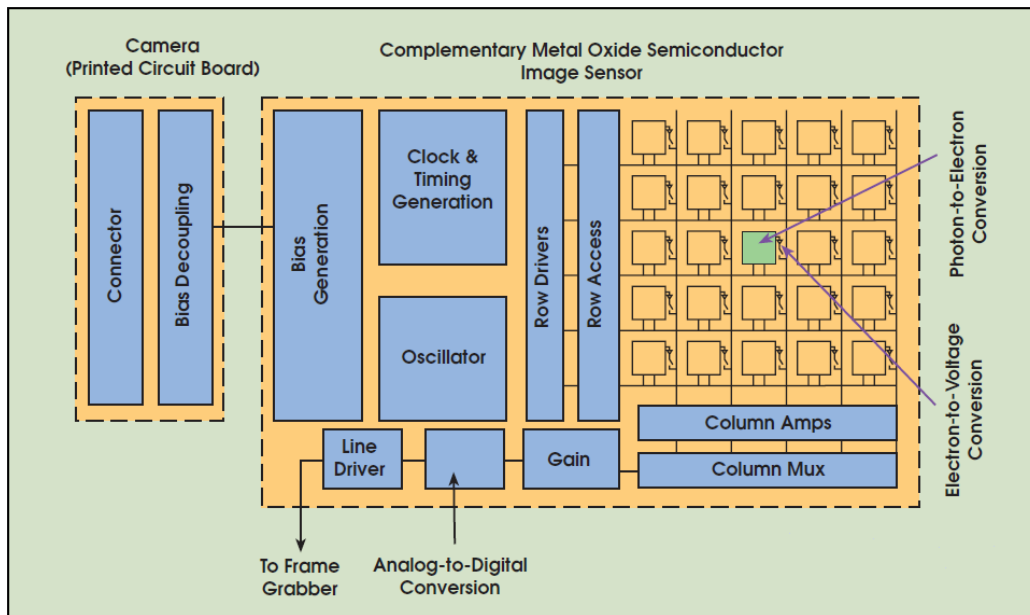 Camera
(Printed Circuit Board)
Complementary Metal Oxide Semiconductor
Image Sensor
Connector
Bias Decoupling
Bias
Generation
Clock &
Timing
Generation
Oscillator
Row Drivers
Row Access
Photon-to-Electron
Conversion
Electron-to-Voltage
Conversion
Column Amps
Column Mux
Line
Driver
Gain
To Frame
Grabber
Analog-to-Digital
Conversion